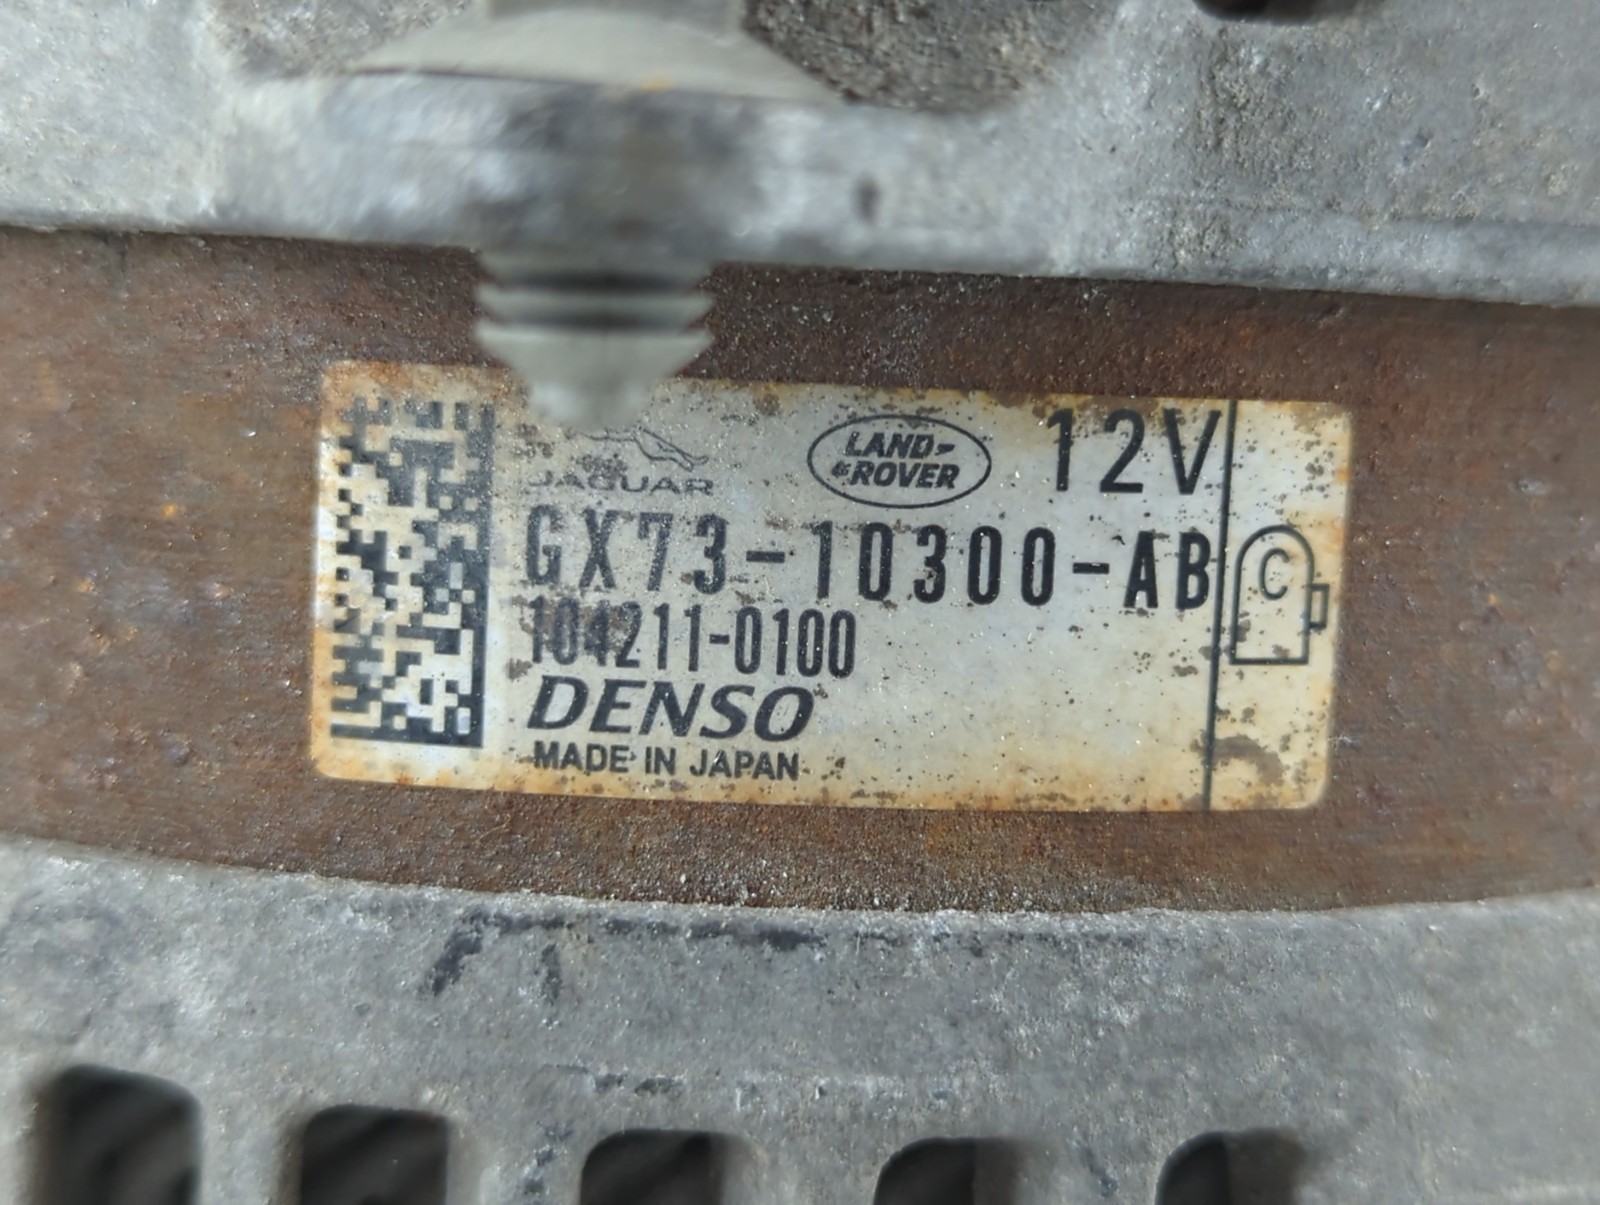 JAGUAR
LAND-
ROVER
12V
GX73-10300-AB
C
104211-0100
DENSO
MADE IN JAPAN